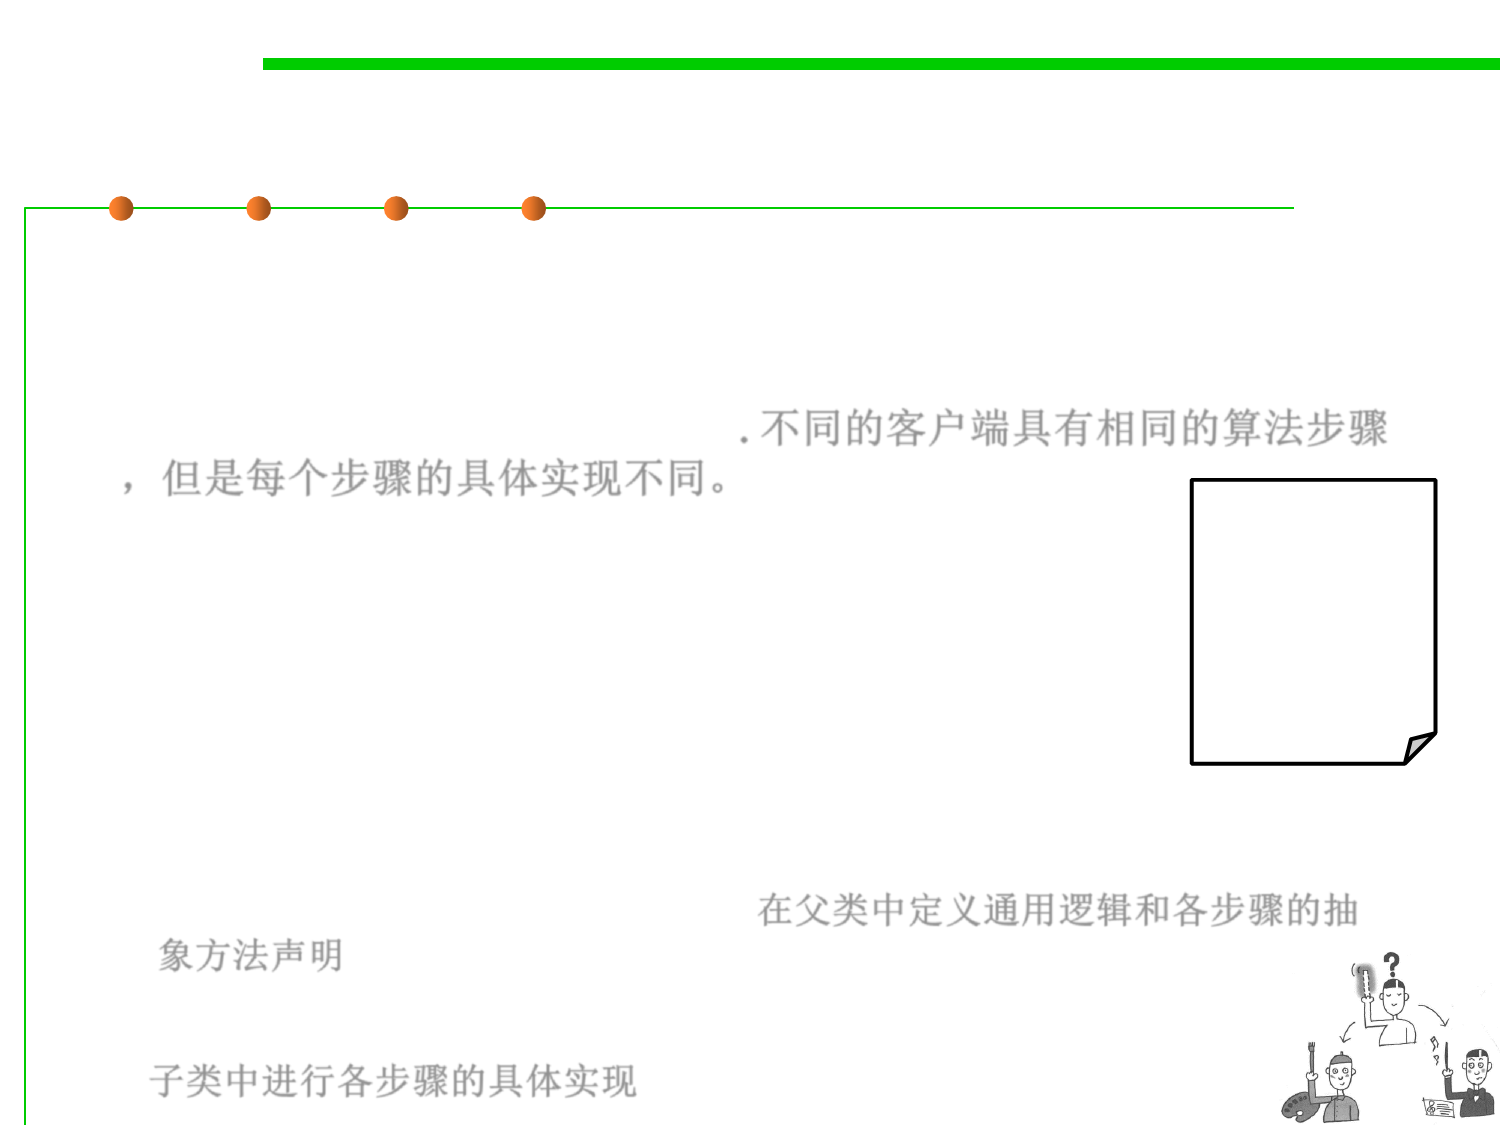 .不同的客户端具有相同的算法步骤
，但是每个步骤的具体实现不同。
在父类中定义通用逻辑和各步骤的抽
象方法声明
?
子类中进行各步骤的具体实现